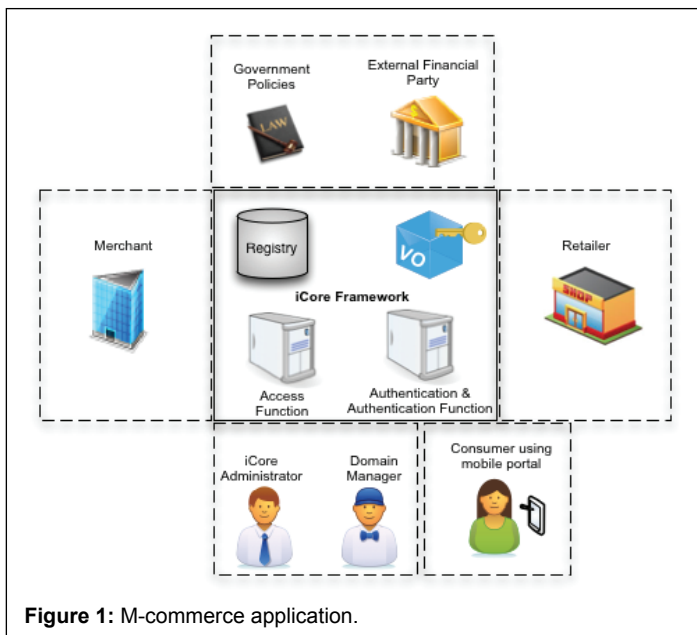 Government
Policies
External Financial
Party
LAW
Merchant
Registry
VO
Retailer
SHOP
iCore Framework
Access
Function
Authentication &
Authentication Function
iCore
Administrator
Domain
Manager
Consumer using
mobile portal
Figure 1: M-commerce application.